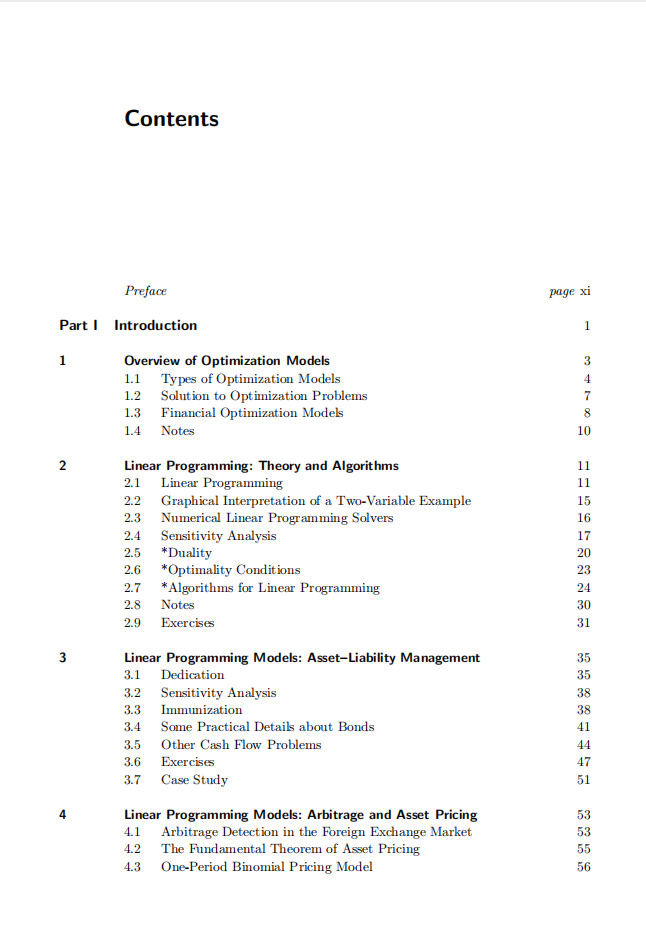 Contents
Preface page xi
Part I Introduction 1
1 Overview of Optimization Models 3
1.1 Types of Optimization Models 4
1.2 Solution to Optimization Problems 7
1.3 Financial Optimization Models 8
1.4 Notes 10
2 Linear Programming: Theory and Algorithms 11
2.1 Linear Programming 11
2.2 Graphical Interpretation of a Two-Variable Example 15
2.3 Numerical Linear Programming Solvers 16
2.4 Sensitivity Analysis 17
2.5 *Duality 20
2.6 *Optimality Conditions 23
2.7 *Algorithms for Linear Programming 24
2.8 Notes 30
2.9 Exercises 31
3 Linear Programming Models: Asset–Liability Management 35
3.1 Dedication 35
3.2 Sensitivity Analysis 38
3.3 Immunization 38
3.4 Some Practical Details about Bonds 41
3.5 Other Cash Flow Problems 44
3.6 Exercises 47
3.7 Case Study 51
4 Linear Programming Models: Arbitrage and Asset Pricing 53
4.1 Arbitrage Detection in the Foreign Exchange Market 53
4.2 The Fundamental Theorem of Asset Pricing 55
4.3 One-Period Binomial Pricing Model 56